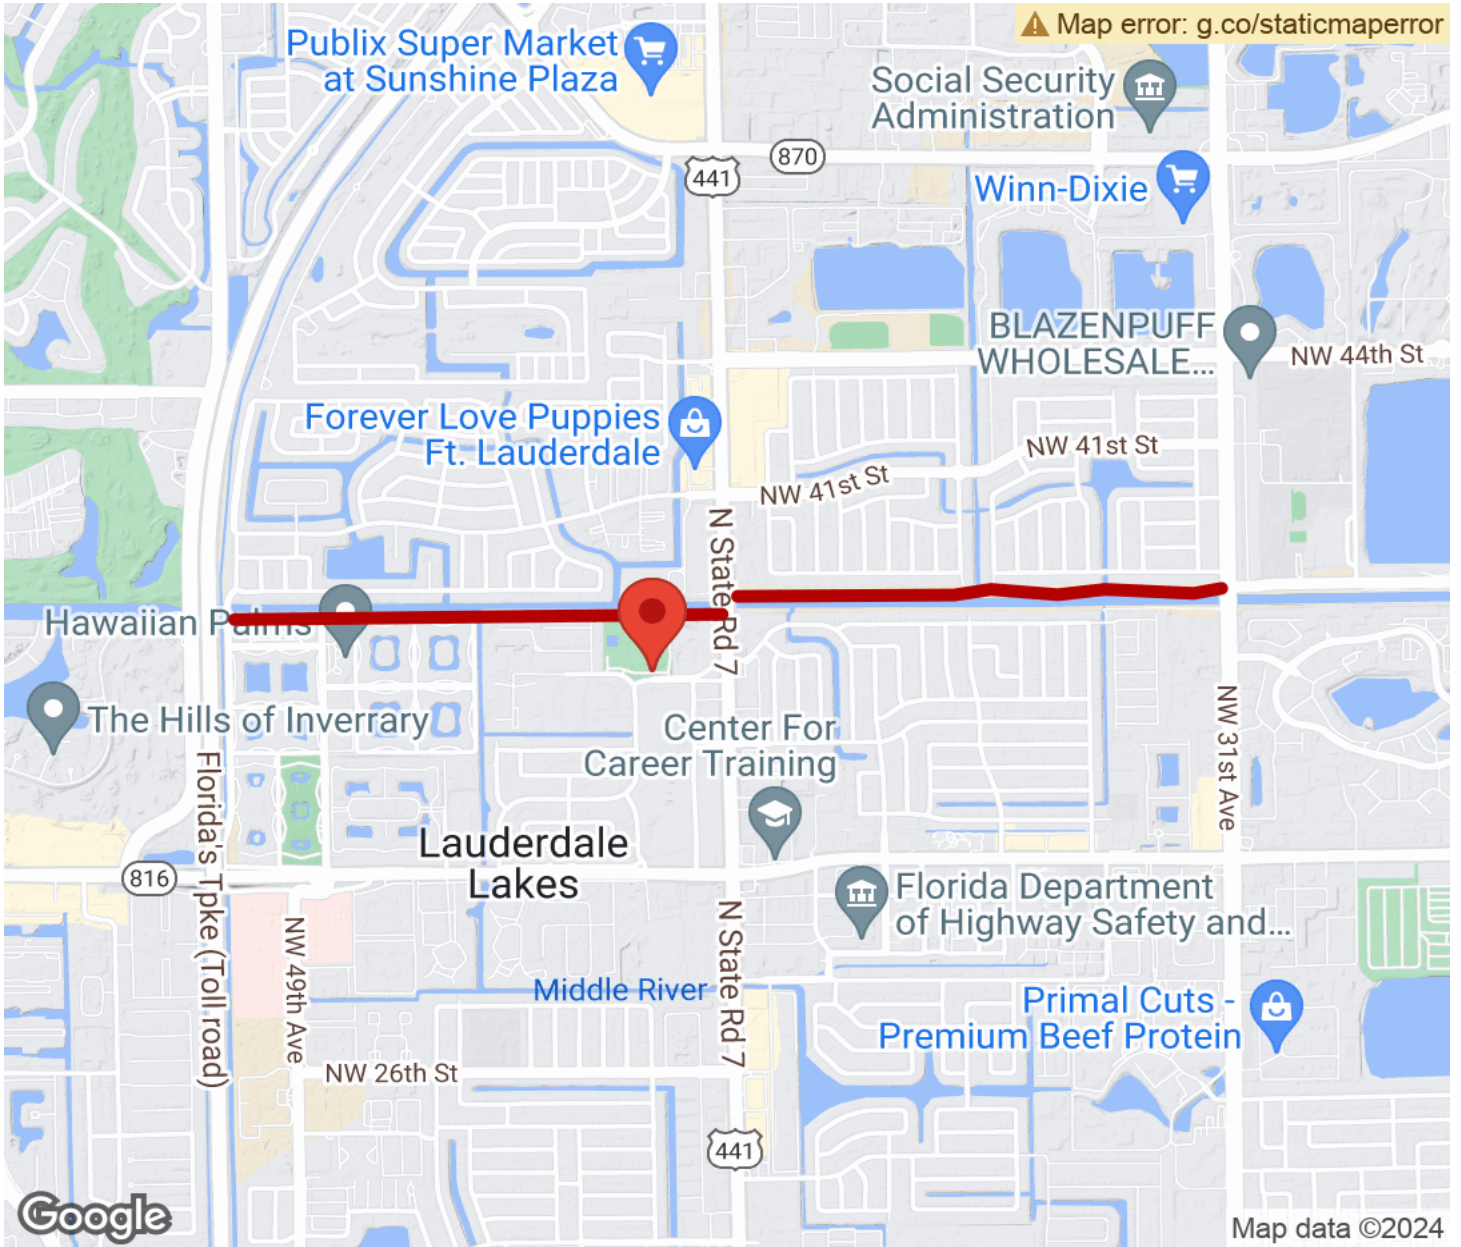 Map error: g.co/staticmaperror
Publix Super Market
at Sunshine Plaza
Social Security
Administration
870
441
Winn-Dixie
BLAZENPUFF
WHOLESALE...
NW 44th St
Forever Love Puppies
Ft. Lauderdale
NW 41st St
NW 41st St
N State Rd 7
Hawaiian Palms
The Hills of Inverrary
Center For
Career Training
NW 31st Ave
Florida's Tpke (Toll road)
Lauderdale
Lakes
816
Florida Department
of Highway Safety and...
N State Rd 7
NW 49th Ave
Middle River
Primal Cuts -
Premium Beef Protein
NW 26th St
441
Google
Map data ©2024